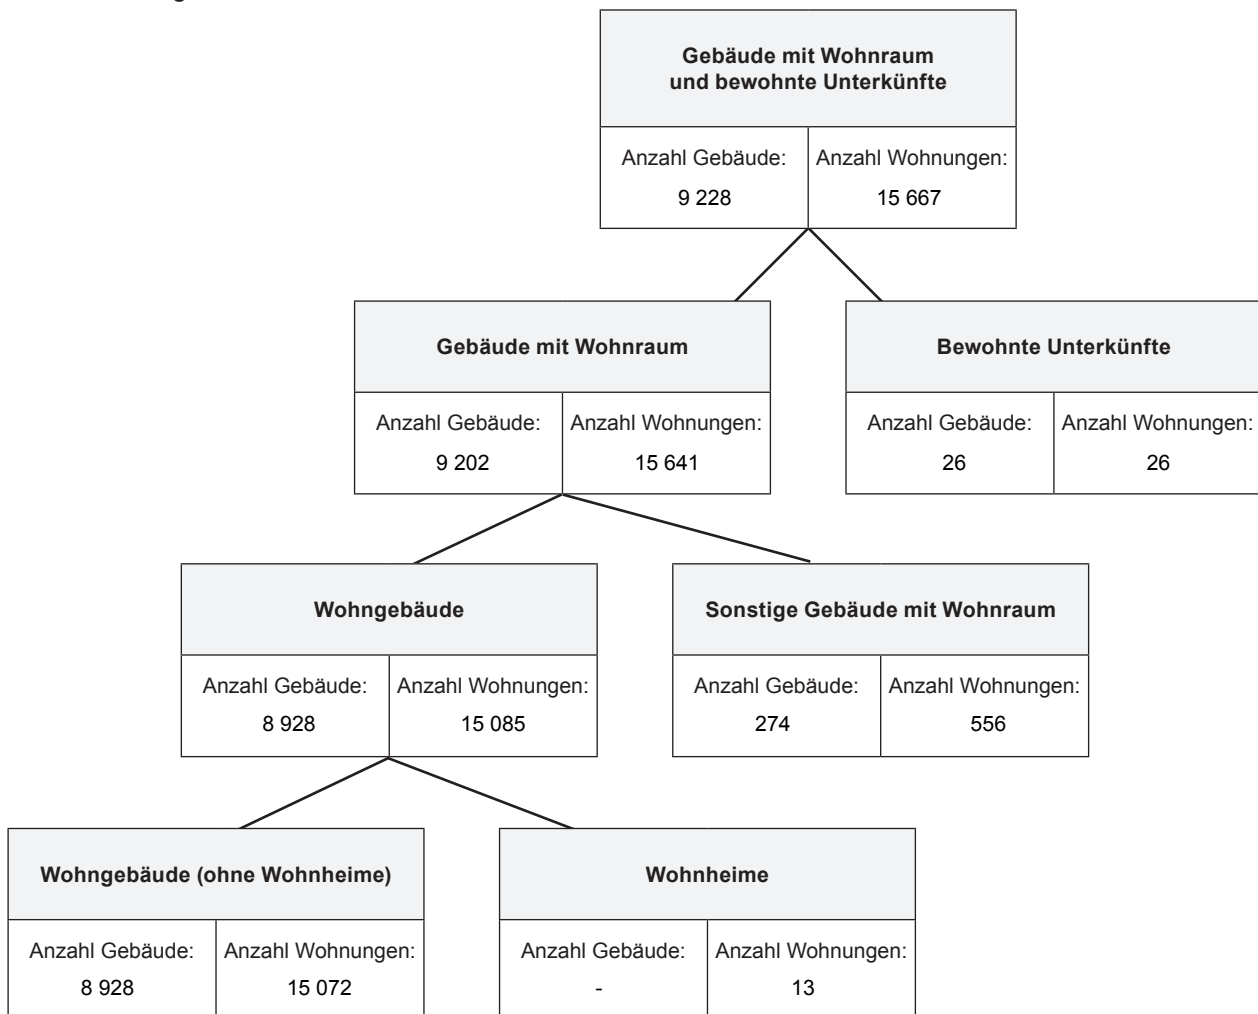 Gebäude mit Wohnraum
und bewohnte Unterkünfte
Anzahl Gebäude:
Anzahl Wohnungen:
9 228
15 667
Gebäude mit Wohnraum
Anzahl Gebäude:
Anzahl Wohnungen:
9 202
15 641
Bewohnte Unterkünfte
Anzahl Gebäude:
Anzahl Wohnungen:
26
26
Wohngebäude
Anzahl Gebäude:
Anzahl Wohnungen:
8 928
15 085
Sonstige Gebäude mit Wohnraum
Anzahl Gebäude:
Anzahl Wohnungen:
274
556
Wohngebäude (ohne Wohnheime)
Anzahl Gebäude:
Anzahl Wohnungen:
8 928
15 072
Wohnheime
Anzahl Gebäude:
Anzahl Wohnungen:
-
13